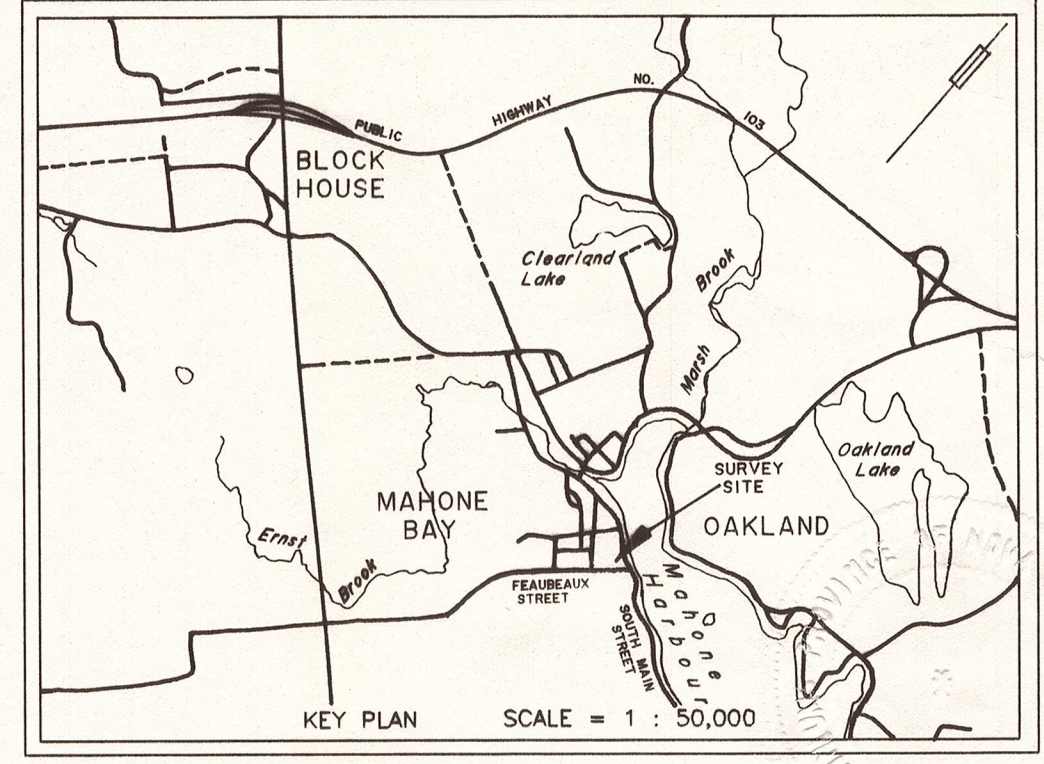 NO.
HIGHWAY
103
PUBLIC
BLOCK
HOUSE
Clearland
Lake
Brook
Marsh
Oakland
Lake
SURVEY
SITE
MAHONE
BAY
OAKLAND
Ernst
Brook
FEAUBEAUX
STREET
Mahone
Harbour
SOUTH MAIN
STREET
KEY PLAN
SCALE = 1 : 50,000